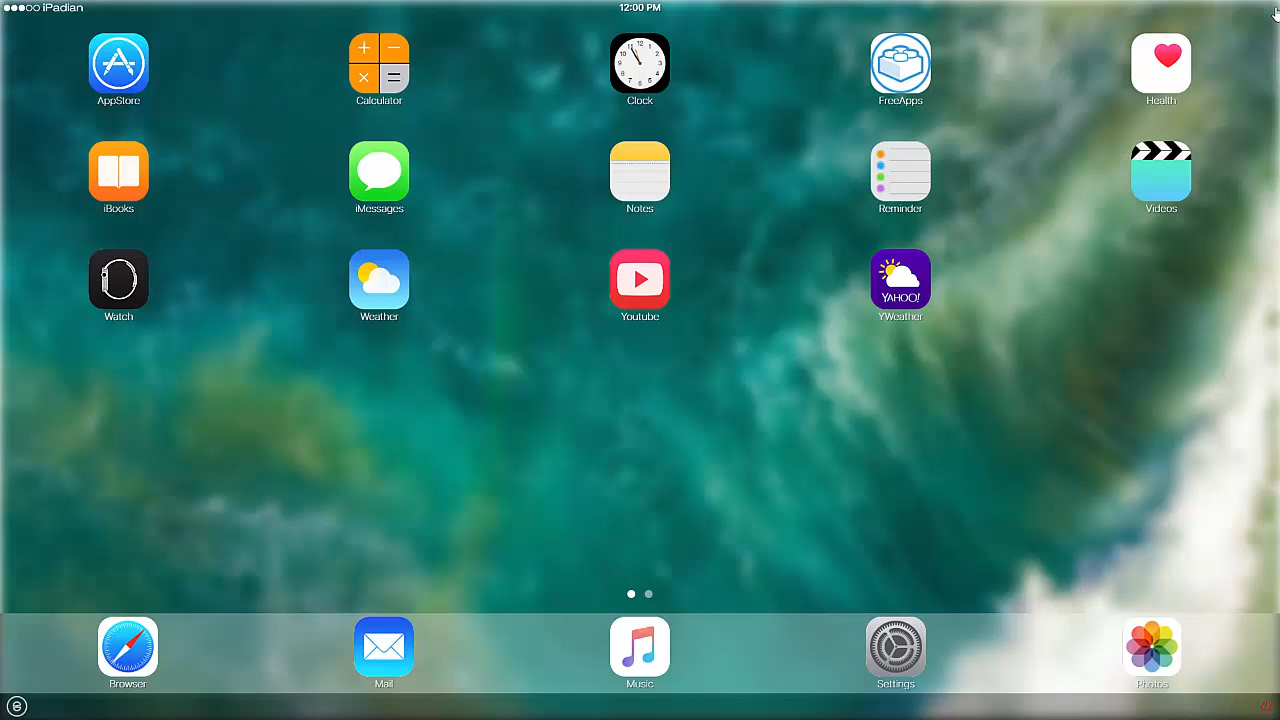 iPadian 12:00 PM
AppStore Calculator Clock FreeApps Health
iBooks iMessages Notes Reminder Videos
YAHOO!
Watch Weather Youtube YWeather
Browser Mail Music Settings Photos